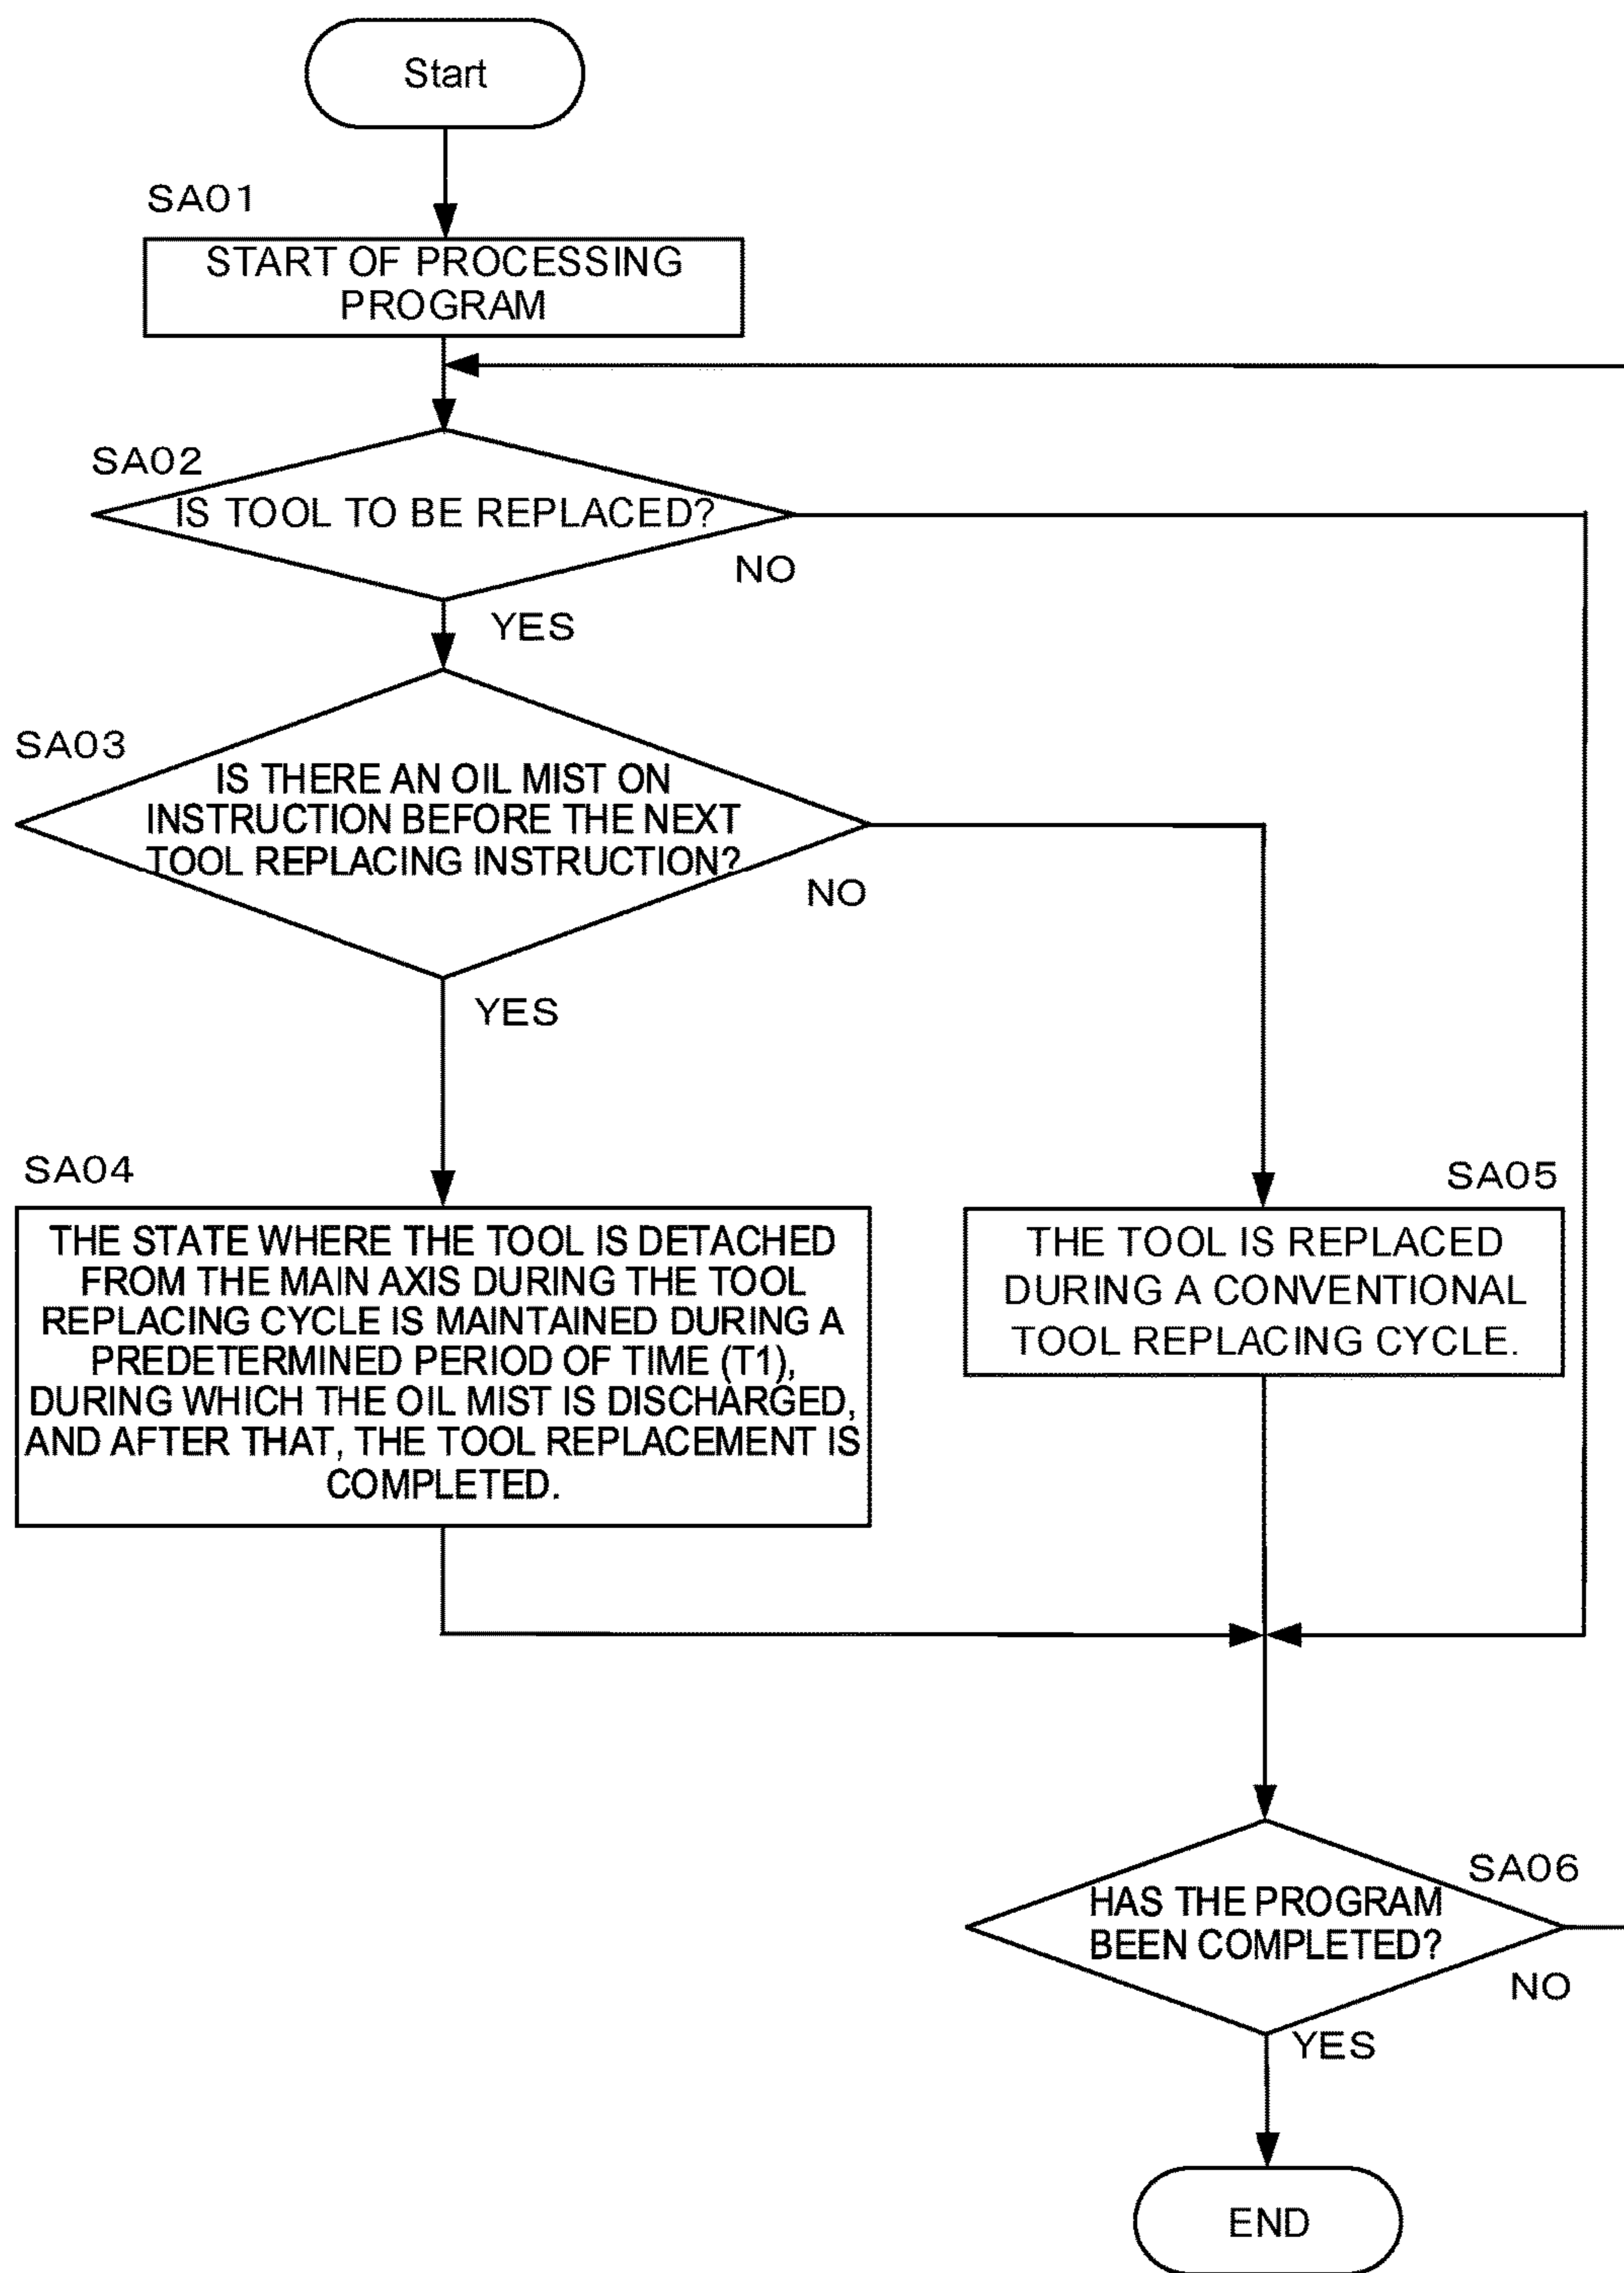 Start
SA01
START OF PROCESSING
PROGRAM
SA02
IS TOOL TO BE REPLACED?
NO
YES
SA03
IS THERE AN OIL MIST ON
INSTRUCTION BEFORE THE NEXT
TOOL REPLACING INSTRUCTION?
NO
YES
SA04
THE STATE WHERE THE TOOL IS DETACHED
FROM THE MAIN AXIS DURING THE TOOL
REPLACING CYCLE IS MAINTAINED DURING A
PREDETERMINED PERIOD OF TIME (T1),
DURING WHICH THE OIL MIST IS DISCHARGED,
AND AFTER THAT, THE TOOL REPLACEMENT IS
COMPLETED.
SA05
THE TOOL IS REPLACED
DURING A CONVENTIONAL
TOOL REPLACING CYCLE.
SA06
HAS THE PROGRAM
BEEN COMPLETED?
NO
YES
END